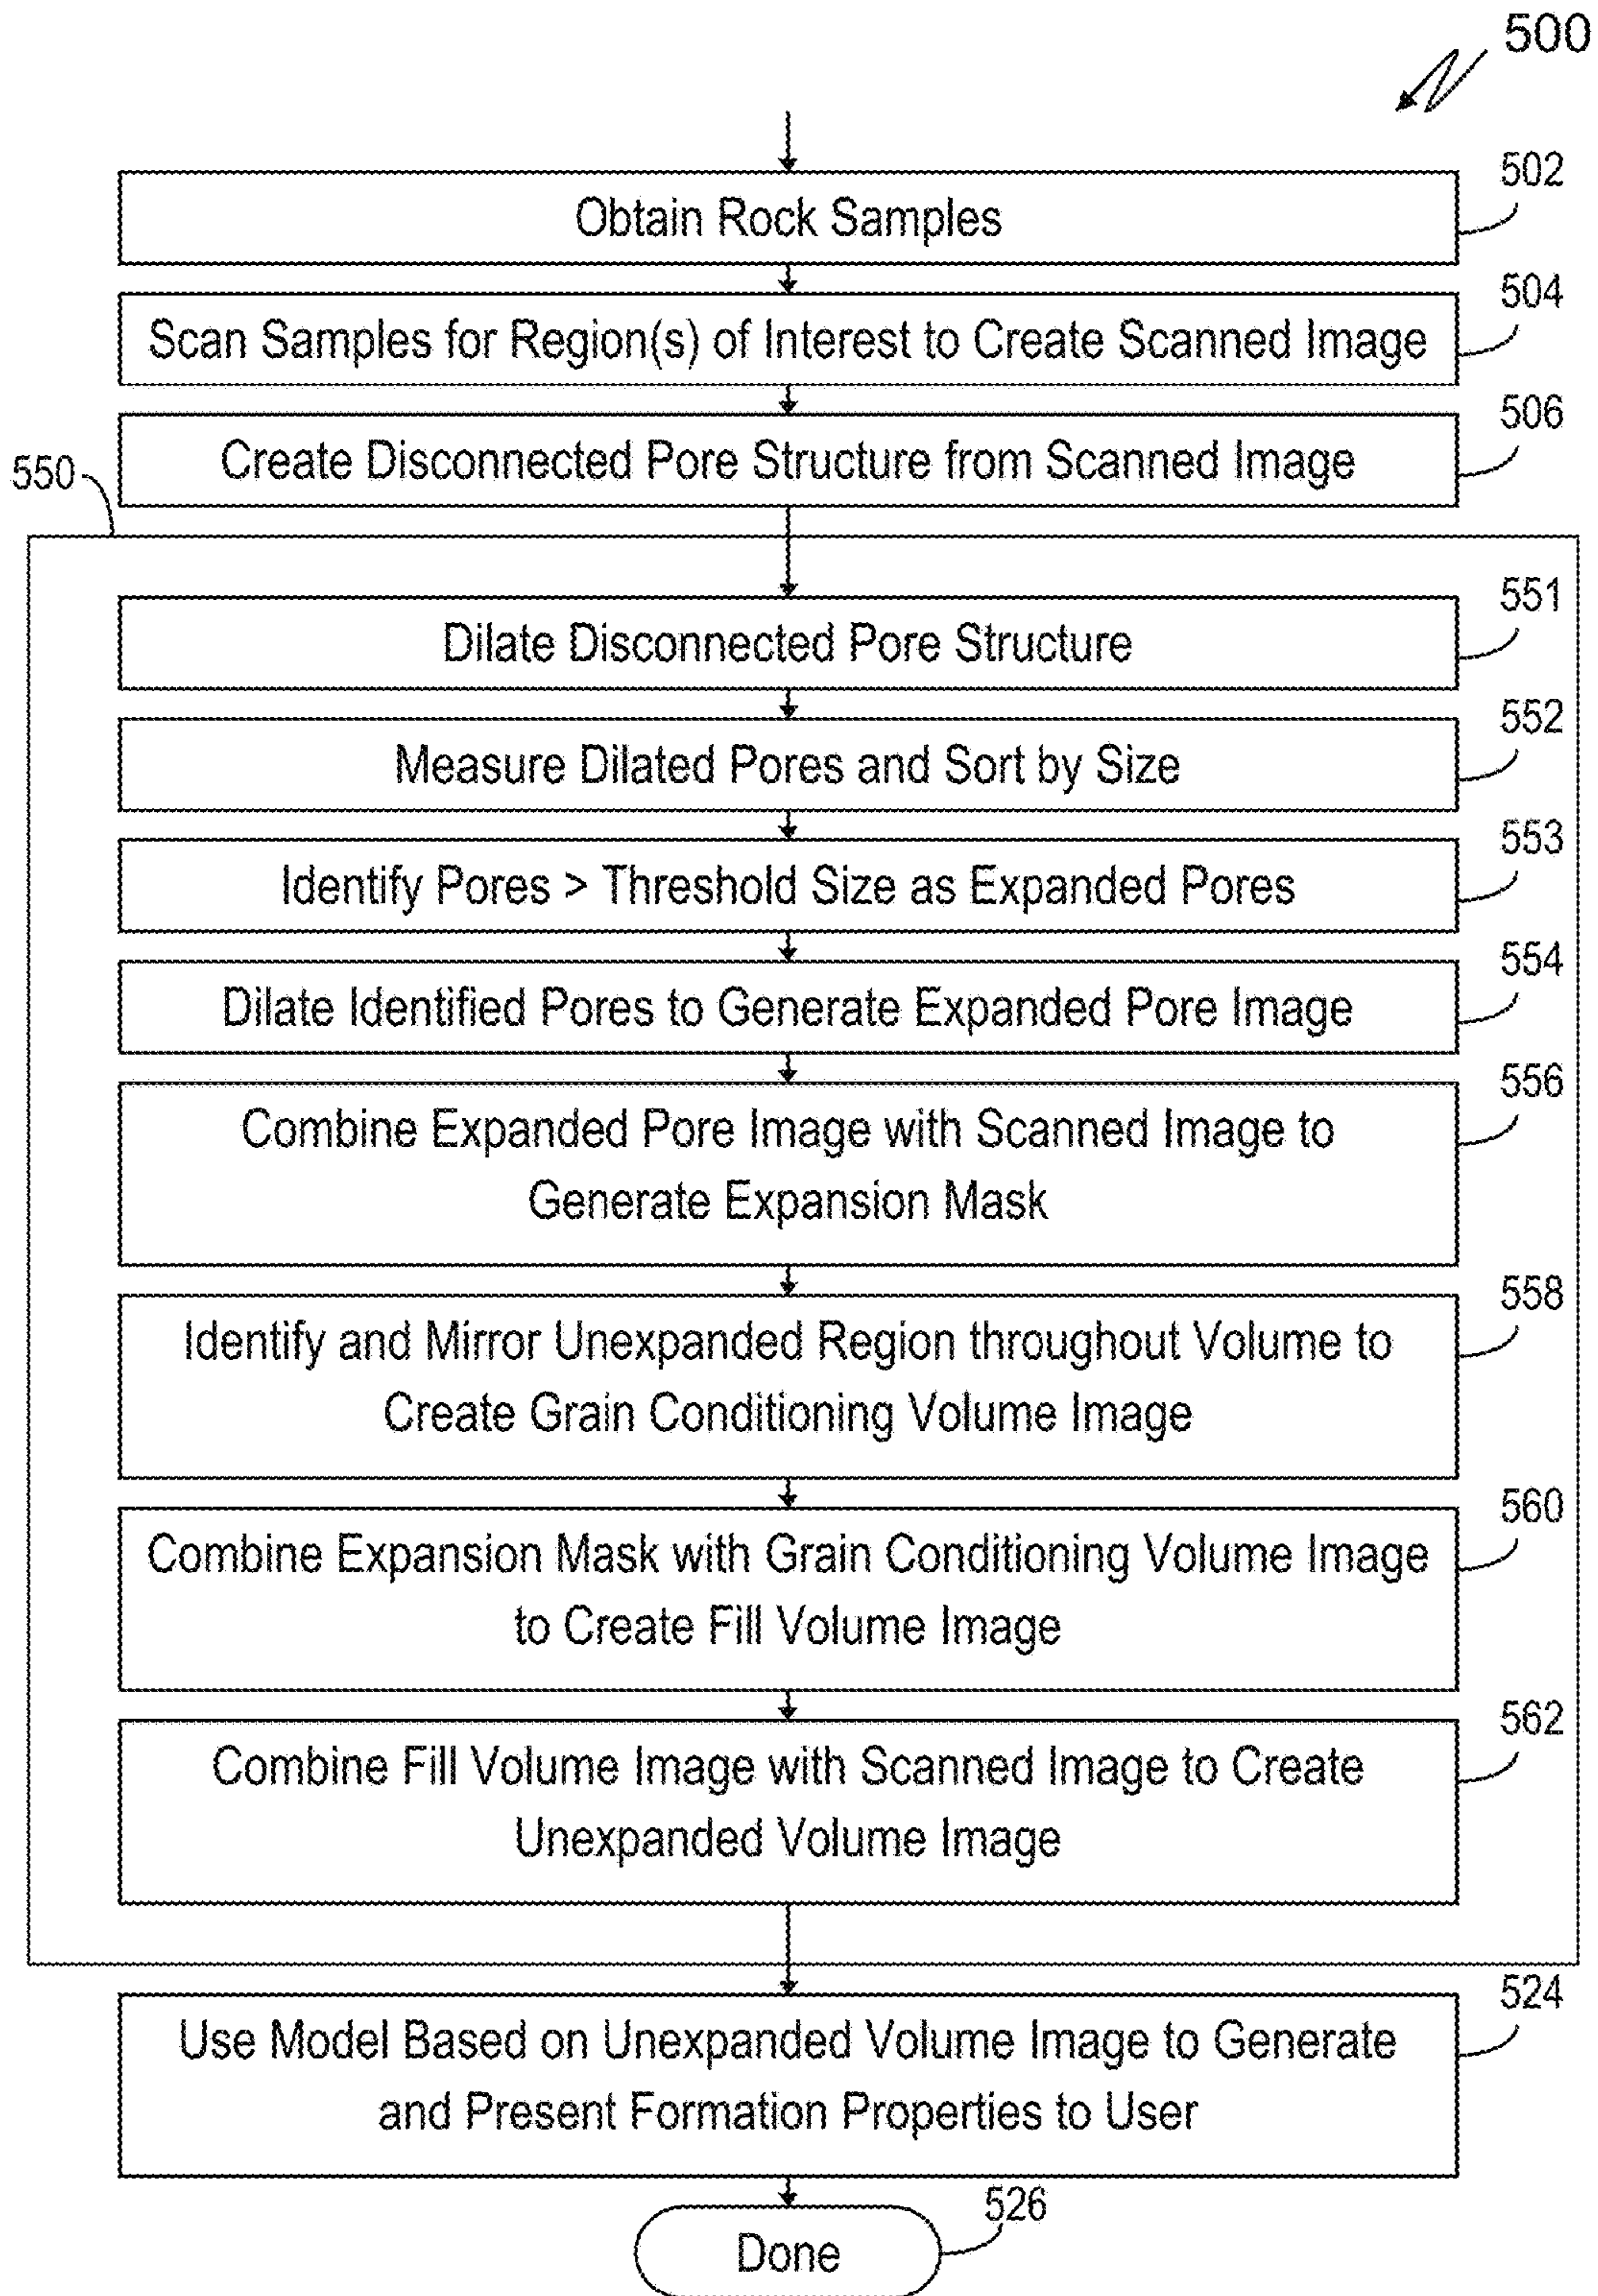 500
502
Obtain Rock Samples
504
Scan Samples for Region(s) of Interest to Create Scanned Image
506
Create Disconnected Pore Structure from Scanned Image
550
551
Dilate Disconnected Pore Structure
552
Measure Dilated Pores and Sort by Size
553
Identify Pores > Threshold Size as Expanded Pores
554
Dilate Identified Pores to Generate Expanded Pore Image
556
Combine Expanded Pore Image with Scanned Image to
Generate Expansion Mask
558
Identify and Mirror Unexpanded Region throughout Volume to
Create Grain Conditioning Volume Image
560
Combine Expansion Mask with Grain Conditioning Volume Image
to Create Fill Volume Image
562
Combine Fill Volume Image with Scanned Image to Create
Unexpanded Volume Image
524
Use Model Based on Unexpanded Volume Image to Generate
and Present Formation Properties to User
526
Done